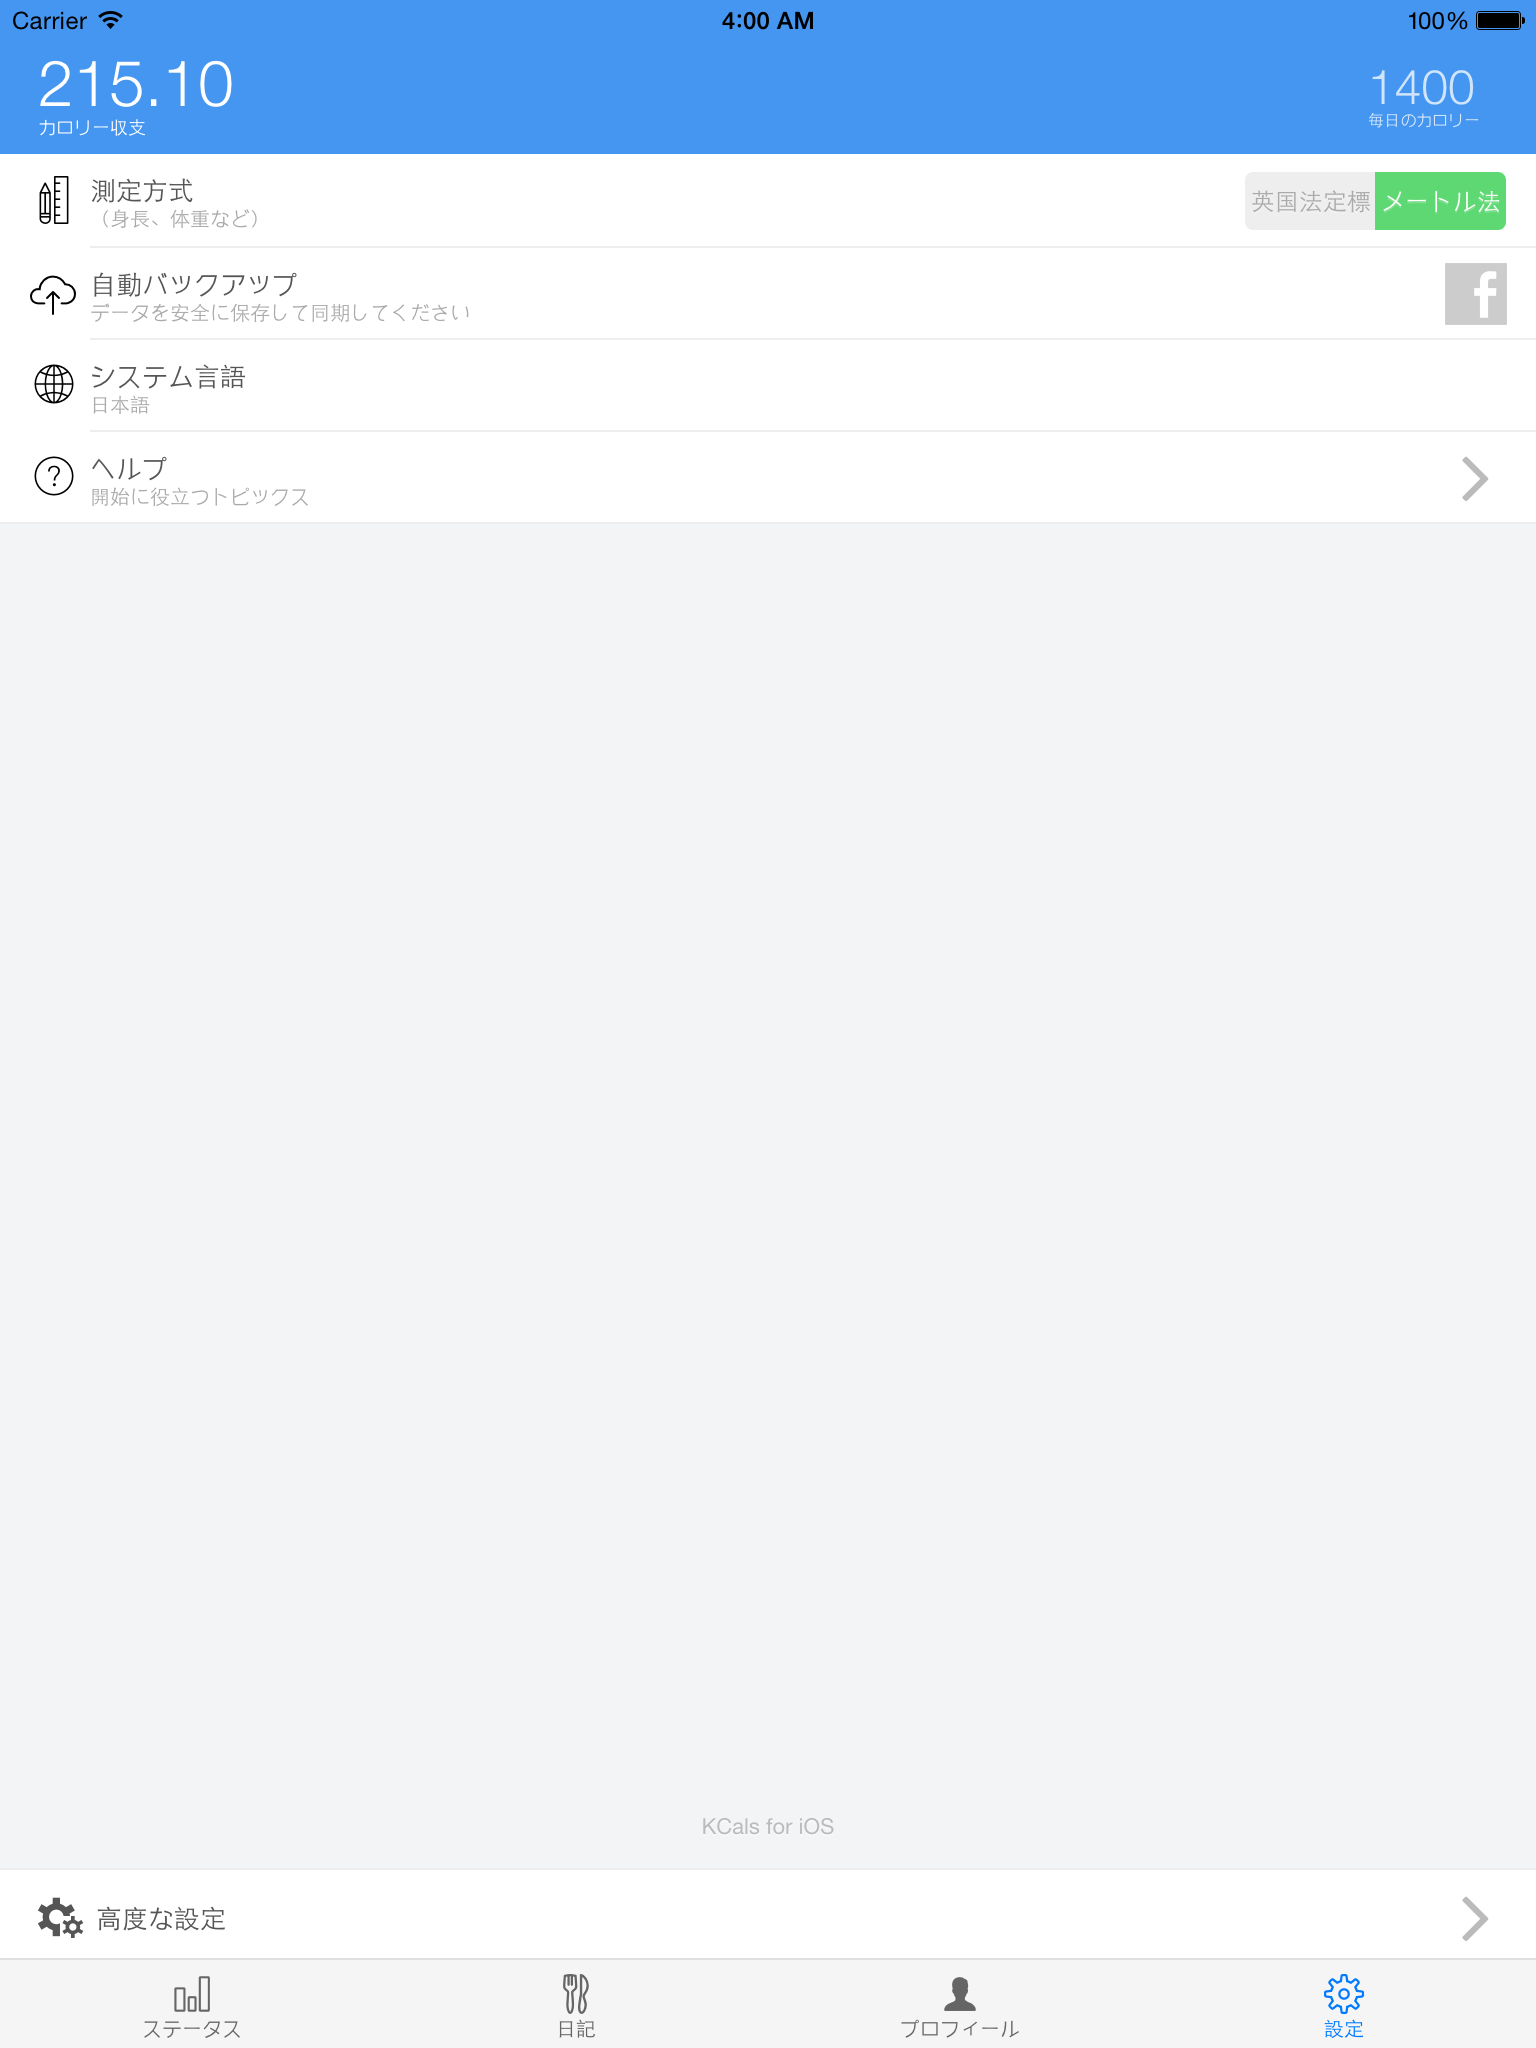 Carrier 4:00 AM 100%
215.10
カロリー収支
1400
毎日のカロリー
測定方式
（身長、体重など）
英国法定標 メートル法
自動バックアップ
データを安全に保存して同期してください
システム言語
日本語
ヘルプ
開始に役立つトピックス
KCals for iOS
高度な設定
ステータス 日記 プロフィール 設定